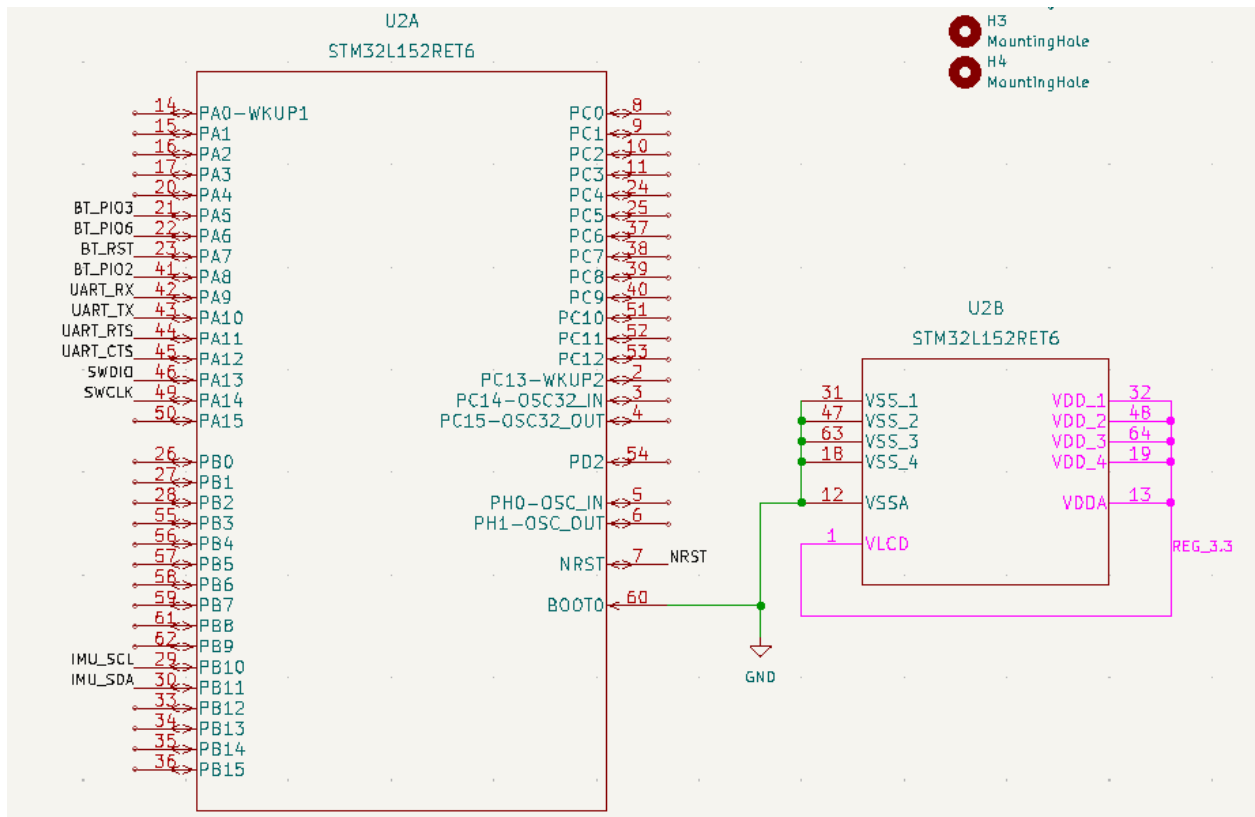 U2A
STM32L152RET6
H3
MountingHole
H4
MountingHole
14 PA0-WKUP1
15 PA1
16 PA2
17 PA3
20 PA4
BT_PIO3 21 PA5
BT_PIO6 22 PA6
BT_RST 23 PA7
BT_PIO2 41 PA8
UART_RX 42 PA9
UART_TX 43 PA10
UART_RTS 44 PA11
UART_CTS 45 PA12
SWDIO 46 PA13
SWCLK 49 PA14
50 PA15
26 PB0
27 PB1
28 PB2
55 PB3
56 PB4
57 PB5
58 PB6
59 PB7
61 PB8
62 PB9
IMU_SCL 29 PB10
IMU_SDA 30 PB11
33 PB12
34 PB13
35 PB14
36 PB15
PC0 8
PC1 9
PC2 10
PC3 11
PC4 24
PC5 25
PC6 37
PC7 38
PC8 39
PC9 40
PC10 51
PC11 52
PC12 53
PC13-WKUP2 2
PC14-OSC32_IN 3
PC15-OSC32_OUT 4
PD2 54
PH0-OSC_IN 5
PH1-OSC_OUT 6
NRST 7 NRST
BOOT0 60
GND
U2B
STM32L152RET6
31 VSS_1
47 VSS_2
63 VSS_3
18 VSS_4
12 VSSA
1 VLCD
VDD_1 32
VDD_2 48
VDD_3 64
VDD_4 19
VDDA 13
REG_3.3